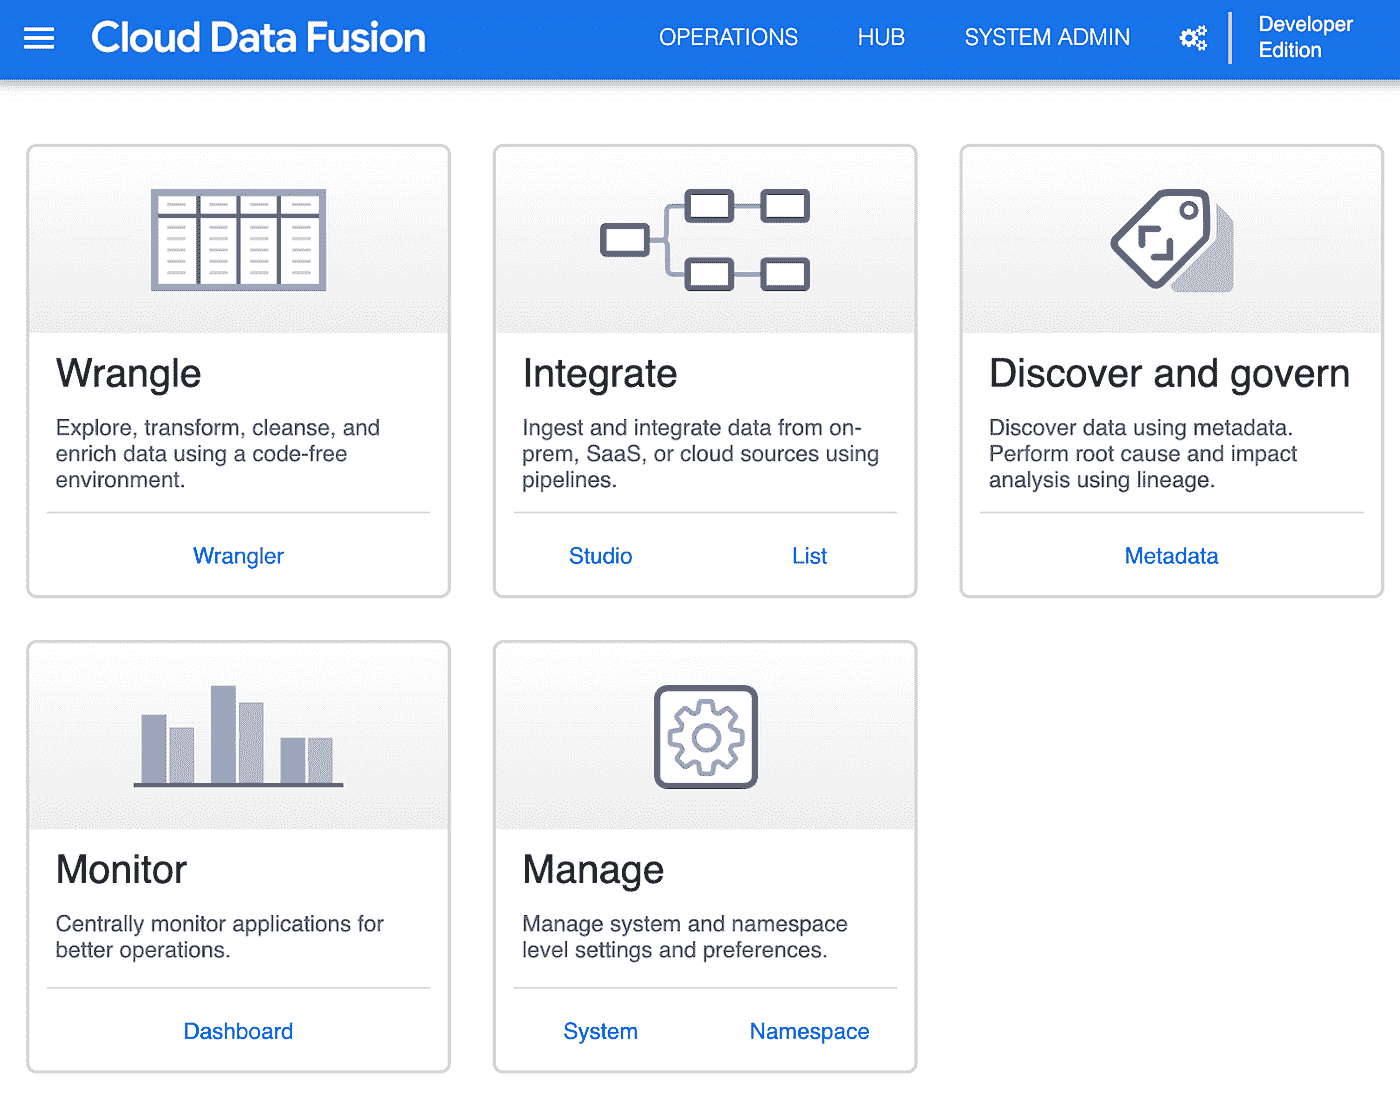 Cloud Data Fusion
OPERATIONS
HUB
SYSTEM ADMIN
Developer
Edition
Wrangle
Explore, transform, cleanse, and
enrich data using a code-free
environment.
Wrangler
Integrate
Ingest and integrate data from on-
prem, SaaS, or cloud sources using
pipelines.
Studio
List
Discover and govern
Discover data using metadata.
Perform root cause and impact
analysis using lineage.
Metadata
Monitor
Centrally monitor applications for
better operations.
Dashboard
Manage
Manage system and namespace
level settings and preferences.
System
Namespace